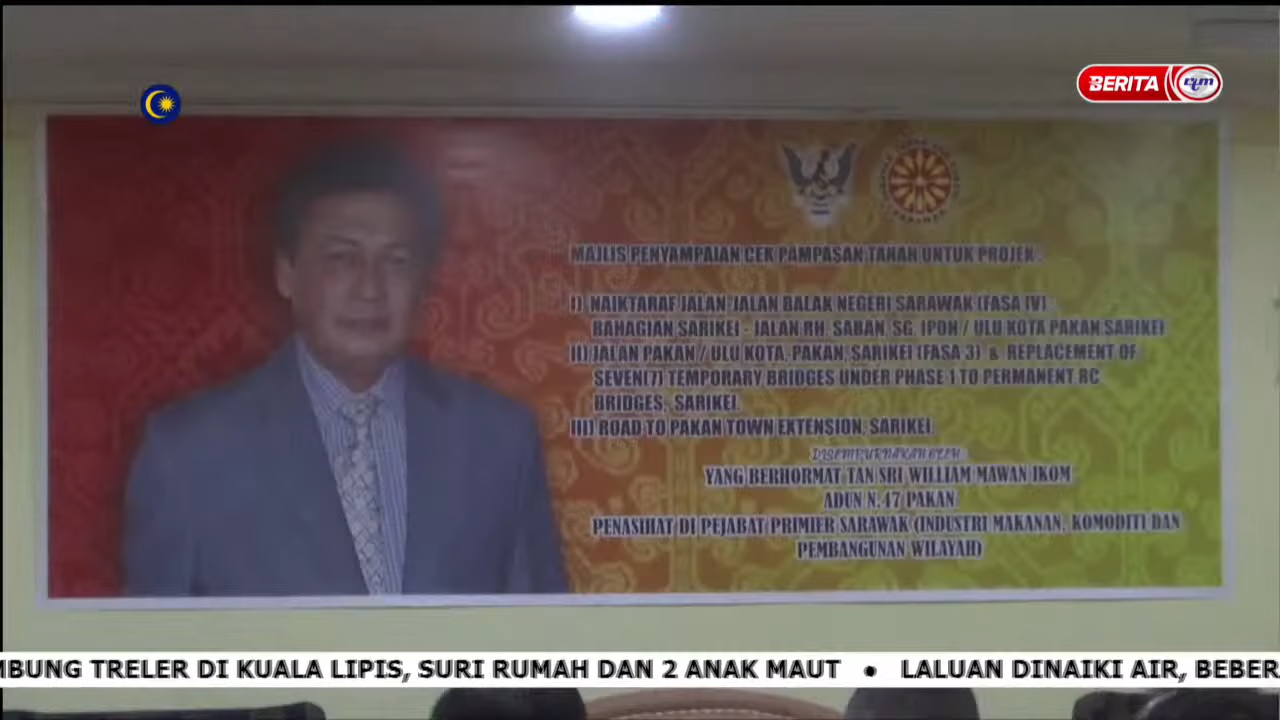 BERITA rtm
MAJLIS PENYAMPAIAN CEK PAMPASAN TANAH UNTUK PROJEK :
I) NAIKTARAF JALAN-JALAN BALAK NEGERI SARAWAK (FASA IV) -
BAHAGIAN SARIKEI - JALAN RH. SABAN, SG. IPOH / ULU KOTA PAKAN SARIKEI
II) JALAN PAKAN / ULU KOTA, PAKAN, SARIKEI (FASA 3) & REPLACEMENT OF
SEVEN(7) TEMPORARY BRIDGES UNDER PHASE 1 TO PERMANENT RC
BRIDGES, SARIKEI.
III) ROAD TO PAKAN TOWN EXTENSION, SARIKEI.
DISEMPURNAKAN OLEH :
YANG BERHORMAT TAN SRI WILLIAM MAWAN IKOM
ADUN N.47 PAKAN
PENASIHAT DI PEJABAT PRIMIER SARAWAK (INDUSTRI MAKANAN, KOMODITI DAN
PEMBANGUNAN WILAYAH)
MBUNG TRELER DI KUALA LIPIS, SURI RUMAH DAN 2 ANAK MAUT • LALUAN DINAIKI AIR, BEBER